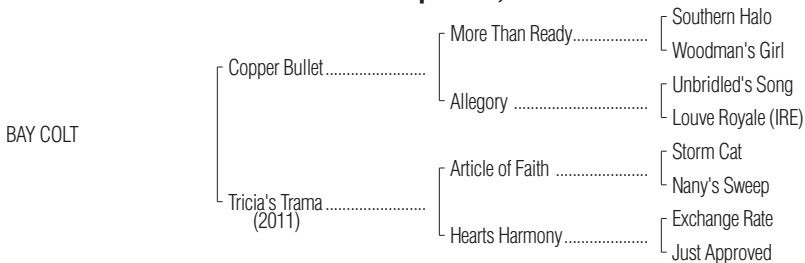 Southern Halo
More Than Ready.................
Woodman's Girl
Copper Bullet........................
Unbridled's Song
Allegory ................................
Louve Royale (IRE)
BAY COLT
Storm Cat
Article of Faith ......................
Nany's Sweep
Tricia's Trama ........................
(2011)
Exchange Rate
Hearts Harmony....................
Just Approved